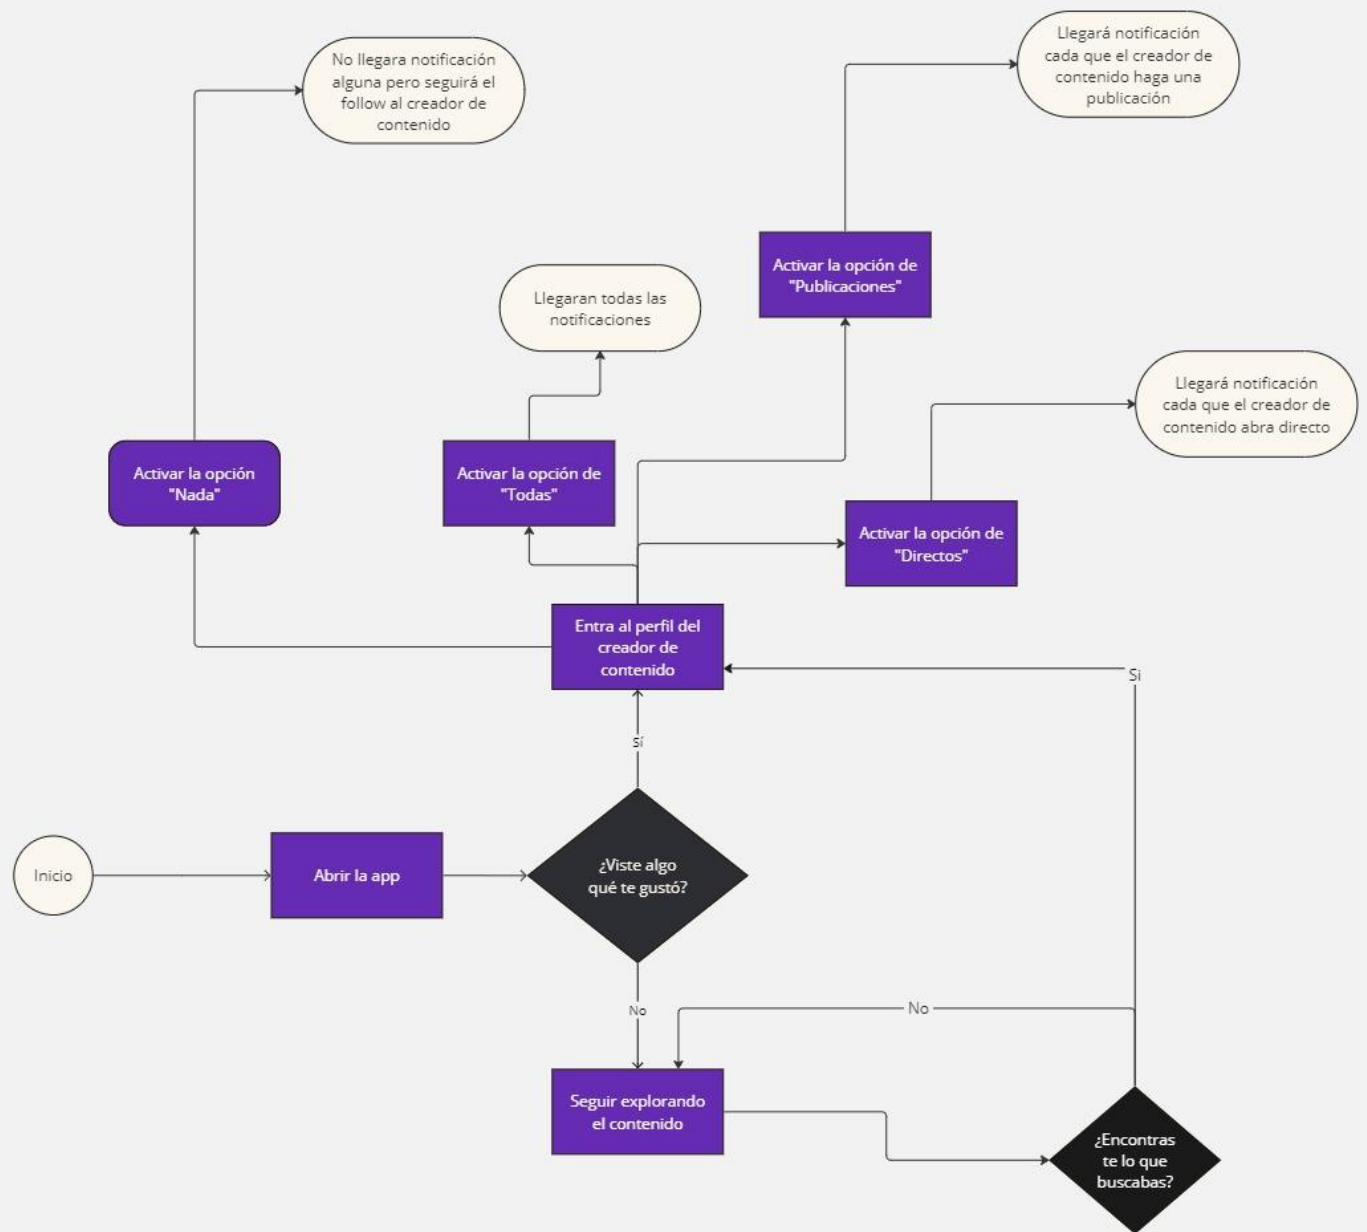 No llegara notificación
alguna pero seguirá el
follow al creador de
contenido
Llegará notificación
cada que el creador de
contenido haga una
publicación
Activar la opción de
"Publicaciones"
Llegaran todas las
notificaciones
Llegará notificación
cada que el creador de
contenido abra directo
Activar la opción
"Nada"
Activar la opción de
"Todas"
Activar la opción de
"Directos"
Entra al perfil del
creador de
contenido
Si
Sí
Inicio
Abrir la app
¿Viste algo
qué te gustó?
No
No
Seguir explorando
el contenido
¿Encontras
te lo que
buscabas?